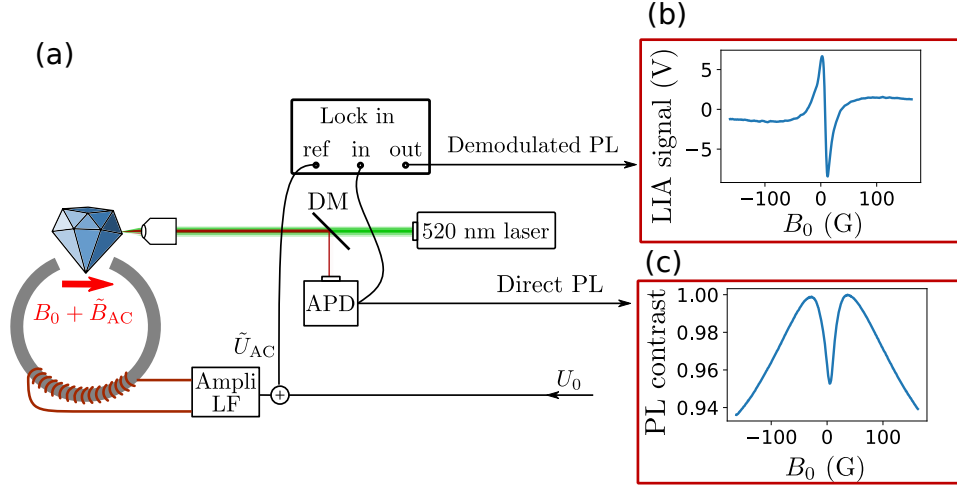 (a)
Lock in
ref in out
Demodulated PL
DM
520 nm laser
APD
Direct PL
B₀ + B̃_AC
Ũ_AC
Ampli
LF
+
U₀
(b)
LIA signal (V)
5
0
−5
−100 0 100
B₀ (G)
(c)
PL contrast
1.00
0.98
0.96
0.94
−100 0 100
B₀ (G)